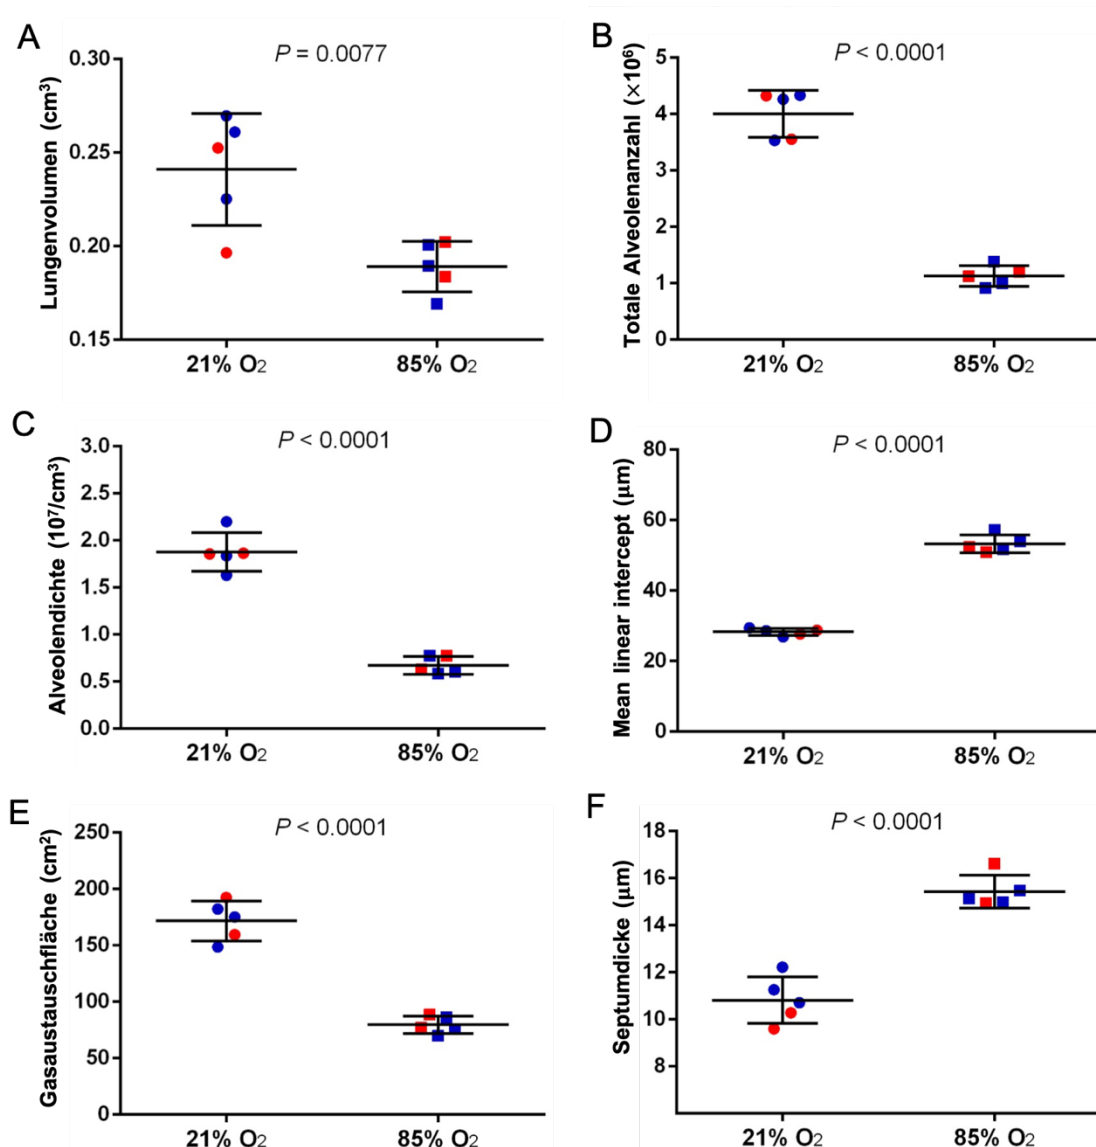 A
P = 0.0077
Lungenvolumen (cm³)
0.30
0.25
0.20
0.15
21% O₂
85% O₂
B
P < 0.0001
Totale Alveolenanzahl (×10⁶)
5
4
3
2
1
0
21% O₂
85% O₂
C
P < 0.0001
Alveolendichte (10⁷/cm³)
3.0
2.5
2.0
1.5
1.0
0.5
0.0
21% O₂
85% O₂
D
P < 0.0001
Mean linear intercept (µm)
80
60
40
20
0
21% O₂
85% O₂
E
P < 0.0001
Gasaustauschfläche (cm²)
250
200
150
100
50
0
21% O₂
85% O₂
F
P < 0.0001
Septumdicke (µm)
18
16
14
12
10
8
21% O₂
85% O₂